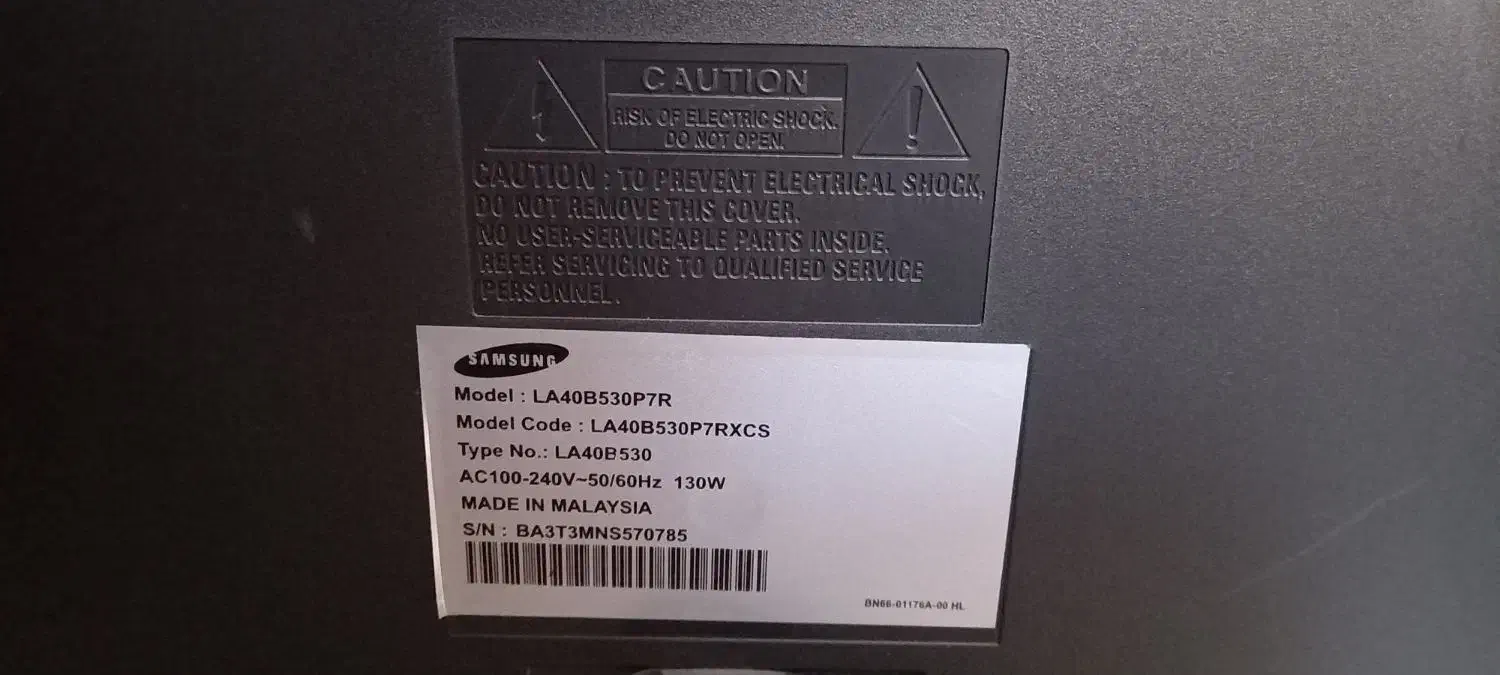 CAUTION
RISK OF ELECTRIC SHOCK.
DO NOT OPEN.
CAUTION : TO PREVENT ELECTRICAL SHOCK,
DO NOT REMOVE THIS COVER.
NO USER-SERVICEABLE PARTS INSIDE.
REFER SERVICING TO QUALIFIED SERVICE
PERSONNEL.
SAMSUNG
Model : LA40B530P7R
Model Code : LA40B530P7RXCS
Type No.: LA40B530
AC100-240V~50/60Hz 130W
MADE IN MALAYSIA
S/N : BA3T3MNS570785
BN66-01176A-00 HL